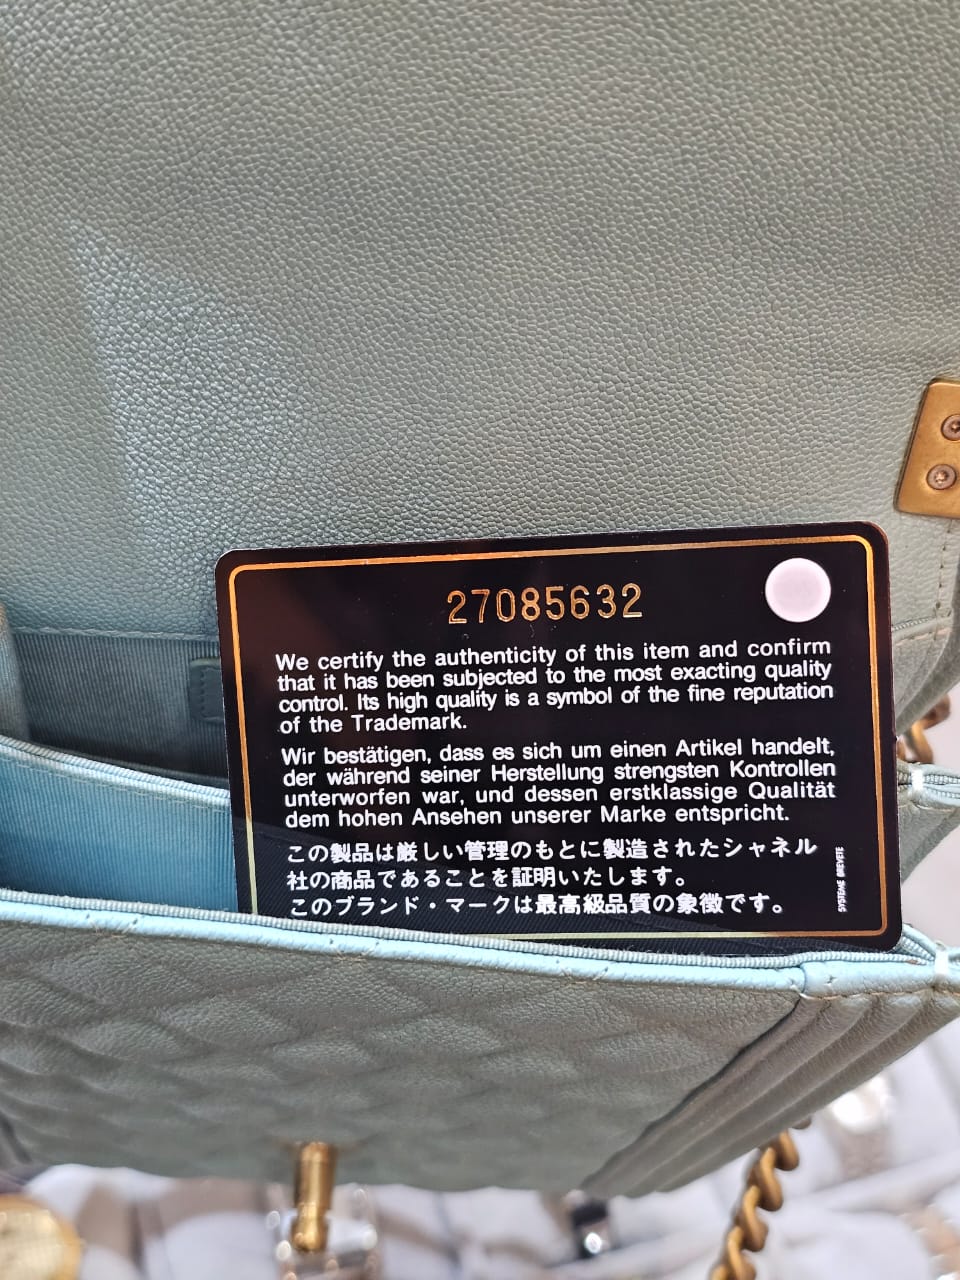 27085632
We certify the authenticity of this item and confirm
that it has been subjected to the most exacting quality
control. Its high quality is a symbol of the fine reputation
of the Trademark.
Wir bestätigen, dass es sich um einen Artikel handelt,
der während seiner Herstellung strengsten Kontrollen
unterworfen war, und dessen erstklassige Qualität
dem hohen Ansehen unserer Marke entspricht.
この製品は厳しい管理のもとに製造されたシャネル
社の商品であることを証明いたします。
このブランド・マークは最高級品質の象徴です。
SYSTEME BREVETE